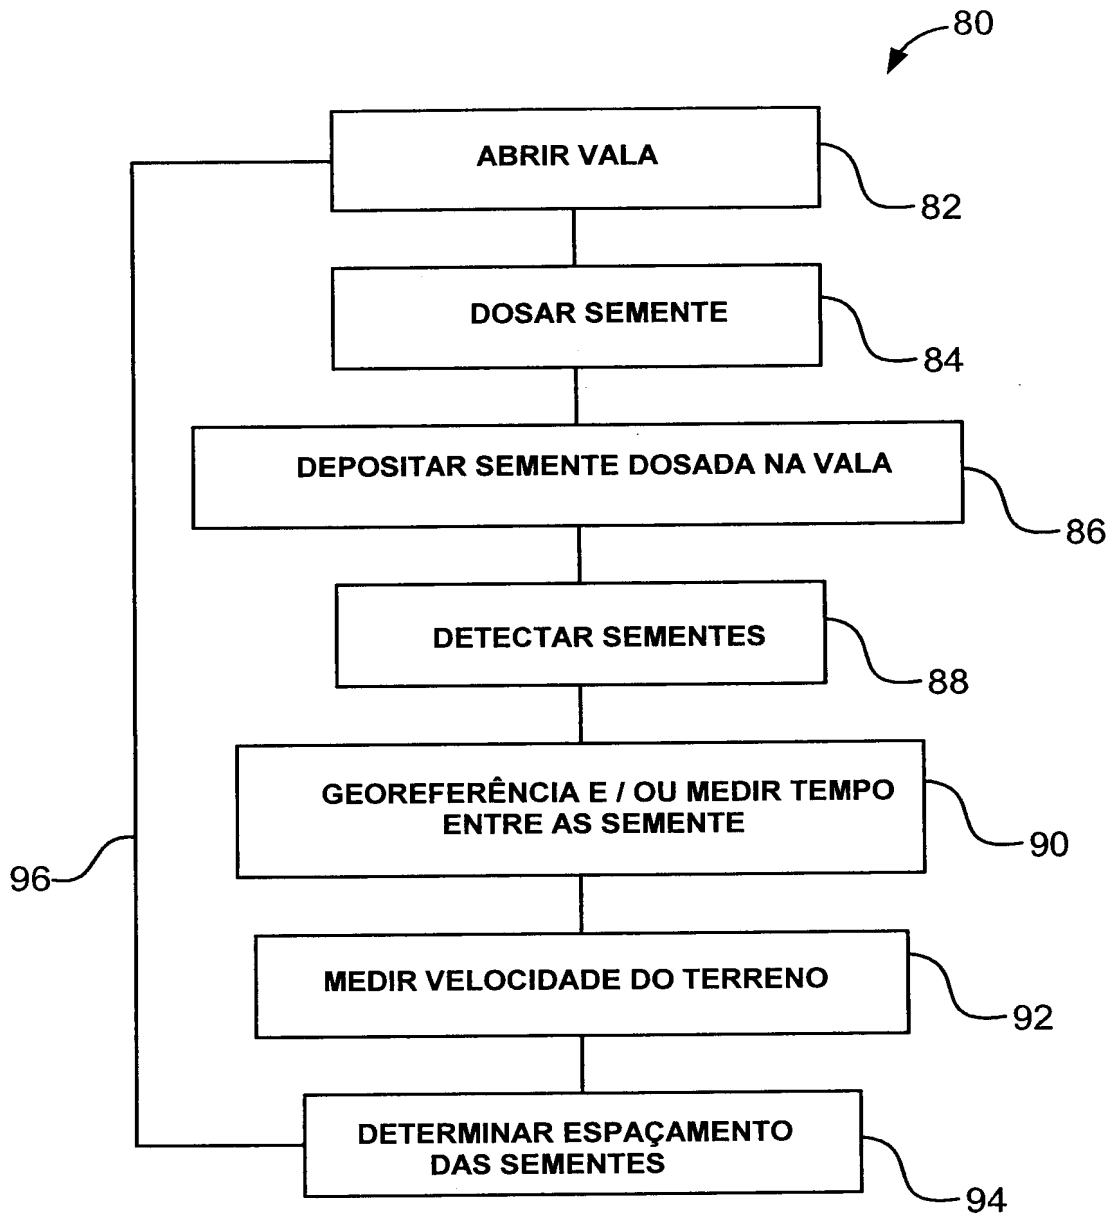 80
ABRIR VALA
82
DOSAR SEMENTE
84
DEPOSITAR SEMENTE DOSADA NA VALA
86
DETECTAR SEMENTES
88
GEOREFERÊNCIA E / OU MEDIR TEMPO
ENTRE AS SEMENTE
90
96
MEDIR VELOCIDADE DO TERRENO
92
DETERMINAR ESPAÇAMENTO
DAS SEMENTES
94